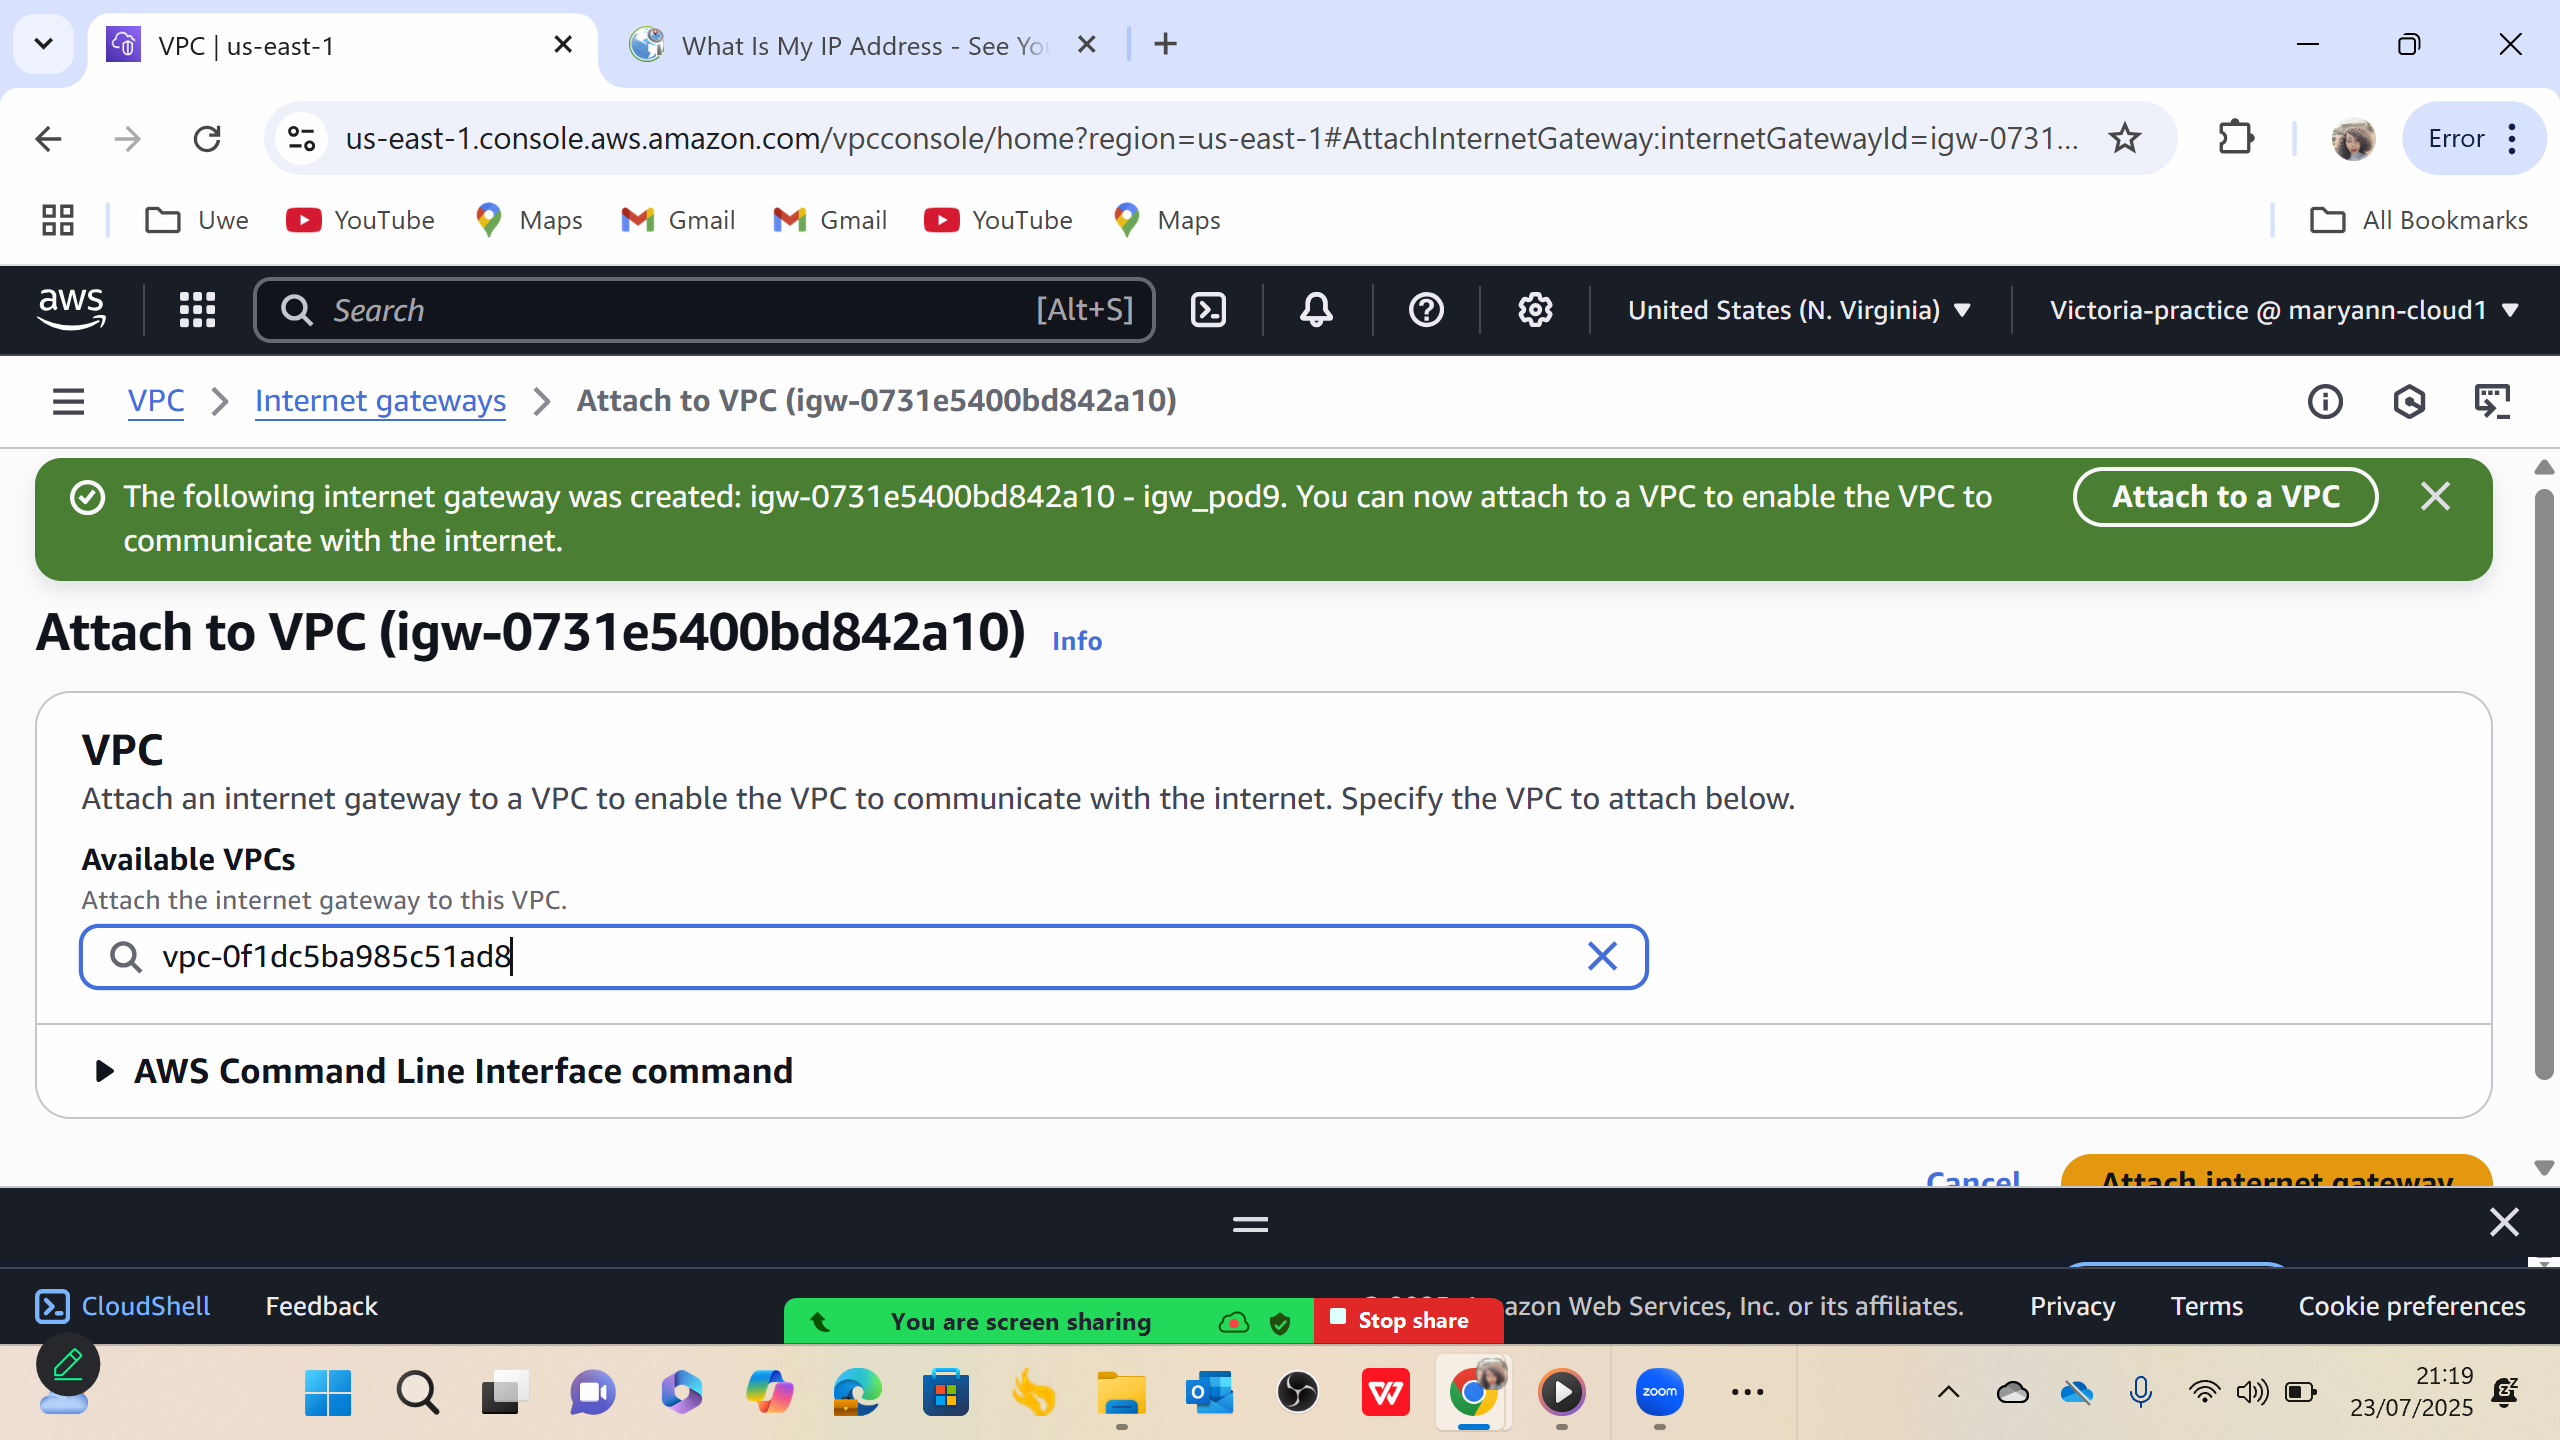 VPC | us-east-1
What Is My IP Address - See Yo
us-east-1.console.aws.amazon.com/vpcconsole/home?region=us-east-1#AttachInternetGateway:internetGatewayId=igw-0731...
Error
Uwe
YouTube
Maps
Gmail
Gmail
YouTube
Maps
All Bookmarks
aws
Search
[Alt+S]
United States (N. Virginia)
Victoria-practice @ maryann-cloud1
VPC
Internet gateways
Attach to VPC (igw-0731e5400bd842a10)
The following internet gateway was created: igw-0731e5400bd842a10 - igw_pod9. You can now attach to a VPC to enable the VPC to
communicate with the internet.
Attach to a VPC
Attach to VPC (igw-0731e5400bd842a10)
Info
VPC
Attach an internet gateway to a VPC to enable the VPC to communicate with the internet. Specify the VPC to attach below.
Available VPCs
Attach the internet gateway to this VPC.
vpc-0f1dc5ba985c51ad8
AWS Command Line Interface command
Cancel
Attach internet gateway
CloudShell
Feedback
You are screen sharing
Stop share
azon Web Services, Inc. or its affiliates.
Privacy
Terms
Cookie preferences
zoom
21:19
23/07/2025